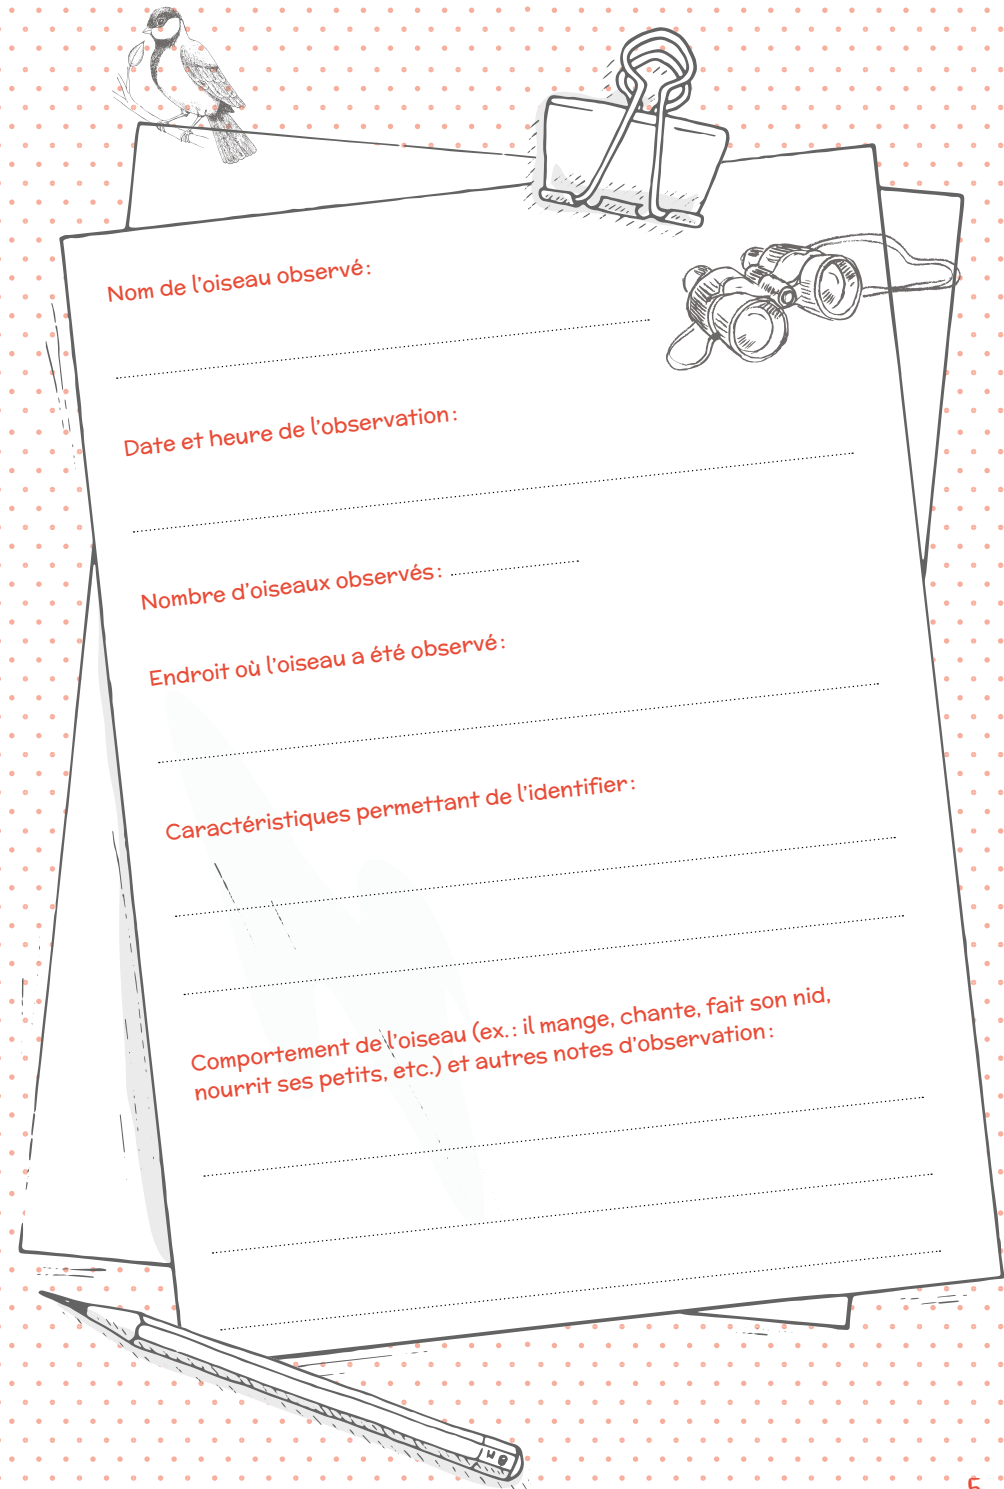 Nom de l'oiseau observé :
Date et heure de l'observation :
Nombre d'oiseaux observés :
Endroit où l'oiseau a été observé :
Caractéristiques permettant de l'identifier :
Comportement de l'oiseau (ex. : il mange, chante, fait son nid,
nourrit ses petits, etc.) et autres notes d'observation :
HB
5